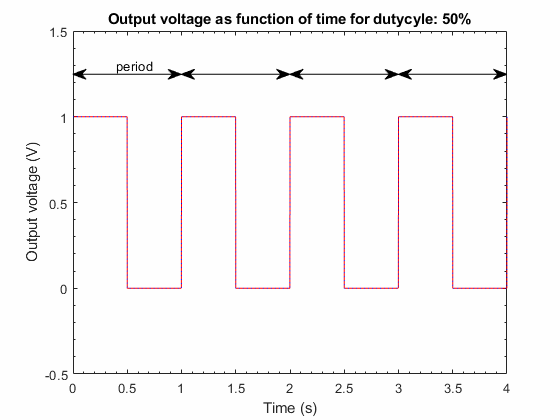 Output voltage as function of time for dutycyle: 50%
1.5
period
1
0.5
0
-0.5
Output voltage (V)
0 0.5 1 1.5 2 2.5 3 3.5 4
Time (s)